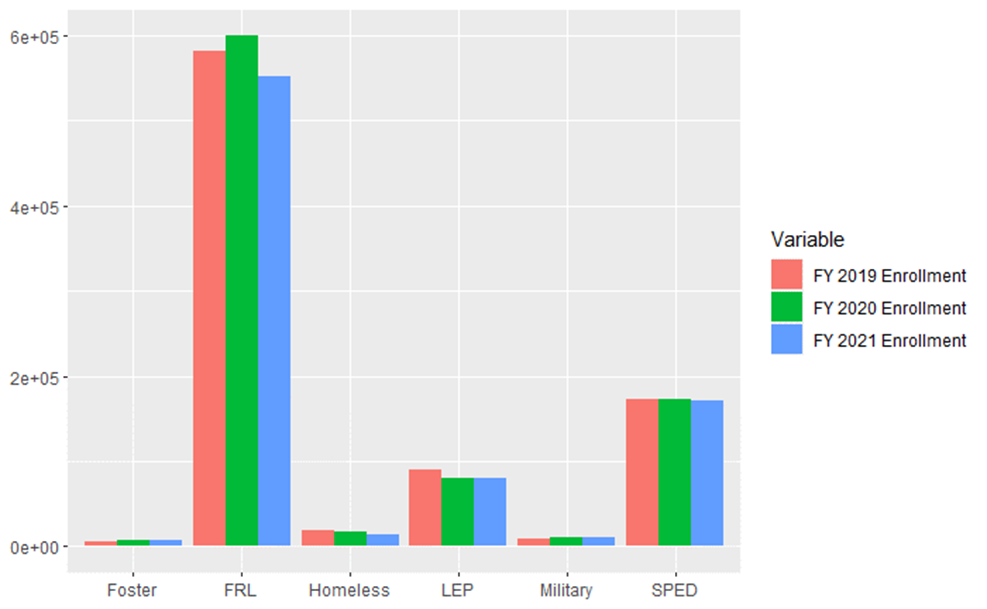 6e+05
4e+05
2e+05
0e+00
Foster FRL Homeless LEP Military SPED
Variable
FY 2019 Enrollment
FY 2020 Enrollment
FY 2021 Enrollment